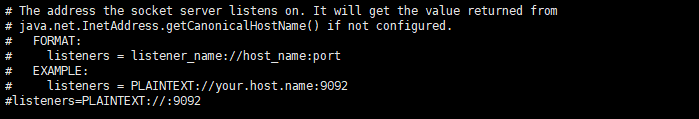 # The address the socket server listens on. It will get the value returned from
# java.net.InetAddress.getCanonicalHostName() if not configured.
#   FORMAT:
#     listeners = listener_name://host_name:port
#   EXAMPLE:
#     listeners = PLAINTEXT://your.host.name:9092
#listeners=PLAINTEXT://:9092